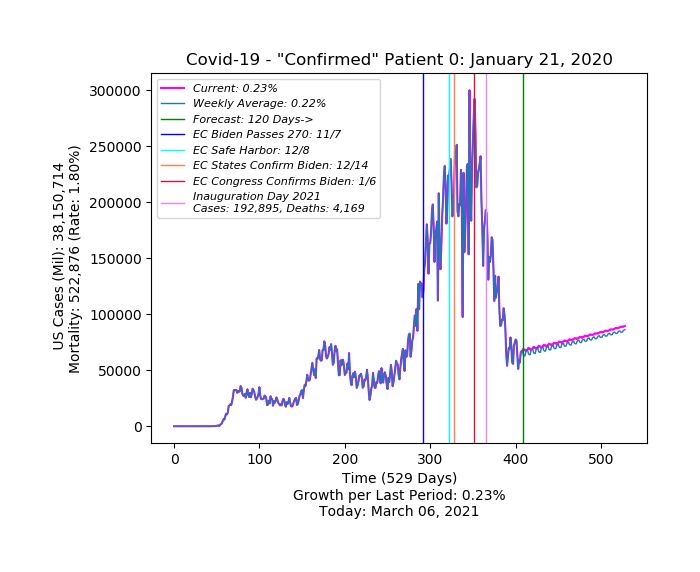 Covid-19 - "Confirmed" Patient 0: January 21, 2020
Current: 0.23%
Weekly Average: 0.22%
Forecast: 120 Days->
EC Biden Passes 270: 11/7
EC Safe Harbor: 12/8
EC States Confirm Biden: 12/14
EC Congress Confirms Biden: 1/6
Inauguration Day 2021
Cases: 192,895, Deaths: 4,169
US Cases (Mil): 38,150,714
Mortality: 522,876 (Rate: 1.80%)
300000
250000
200000
150000
100000
50000
0
0 100 200 300 400 500
Time (529 Days)
Growth per Last Period: 0.23%
Today: March 06, 2021